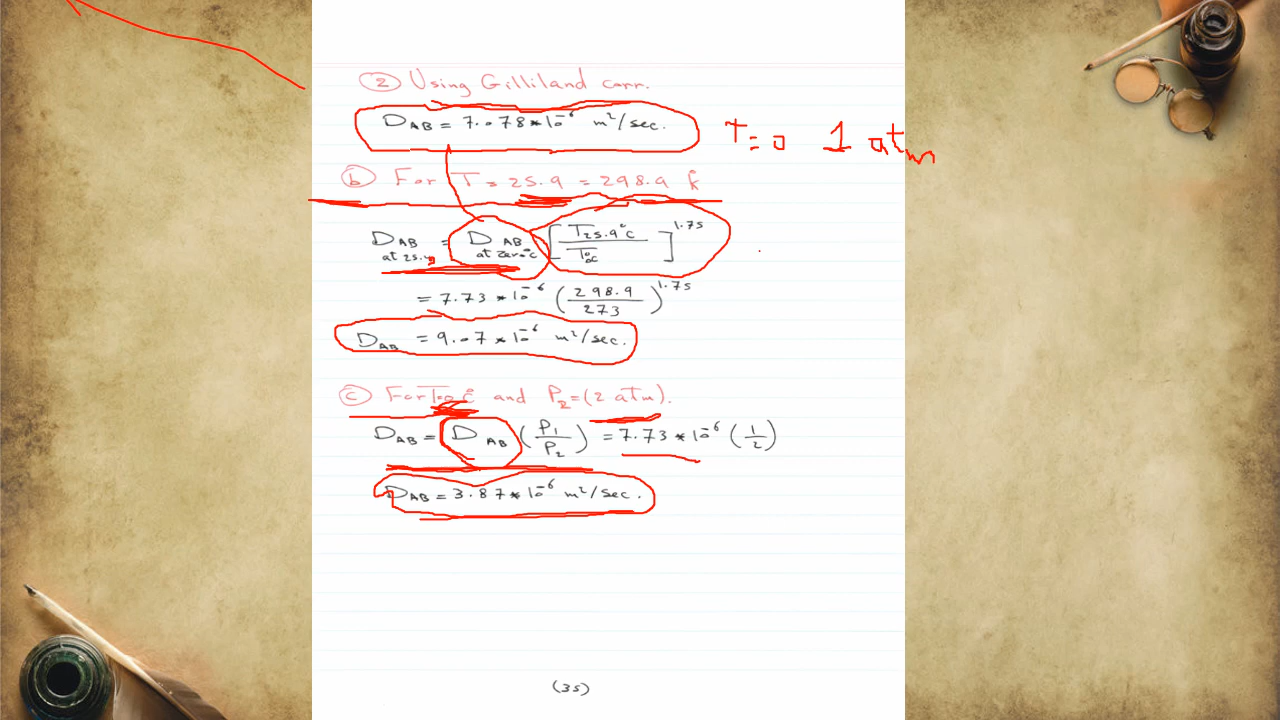 ② Using Gilliland corr.
D_AB = 7.078*10^-6 m²/sec.
T=0 1 atm
ⓑ For T = 25.9 = 298.9 °k
D_AB at 25.9 = D_AB at zero°C [T25.9°C / T0°C]^1.75
= 7.73 * 10^-6 (298.9 / 273)^1.75
D_AB = 9.07 * 10^-6 m²/sec.
ⓒ For T=0°C and P₂=(2 atm).
D_AB = D_AB (P₁/P₂) = 7.73*10^-6 (1/2)
D_AB = 3.87*10^-6 m²/sec.
(35)